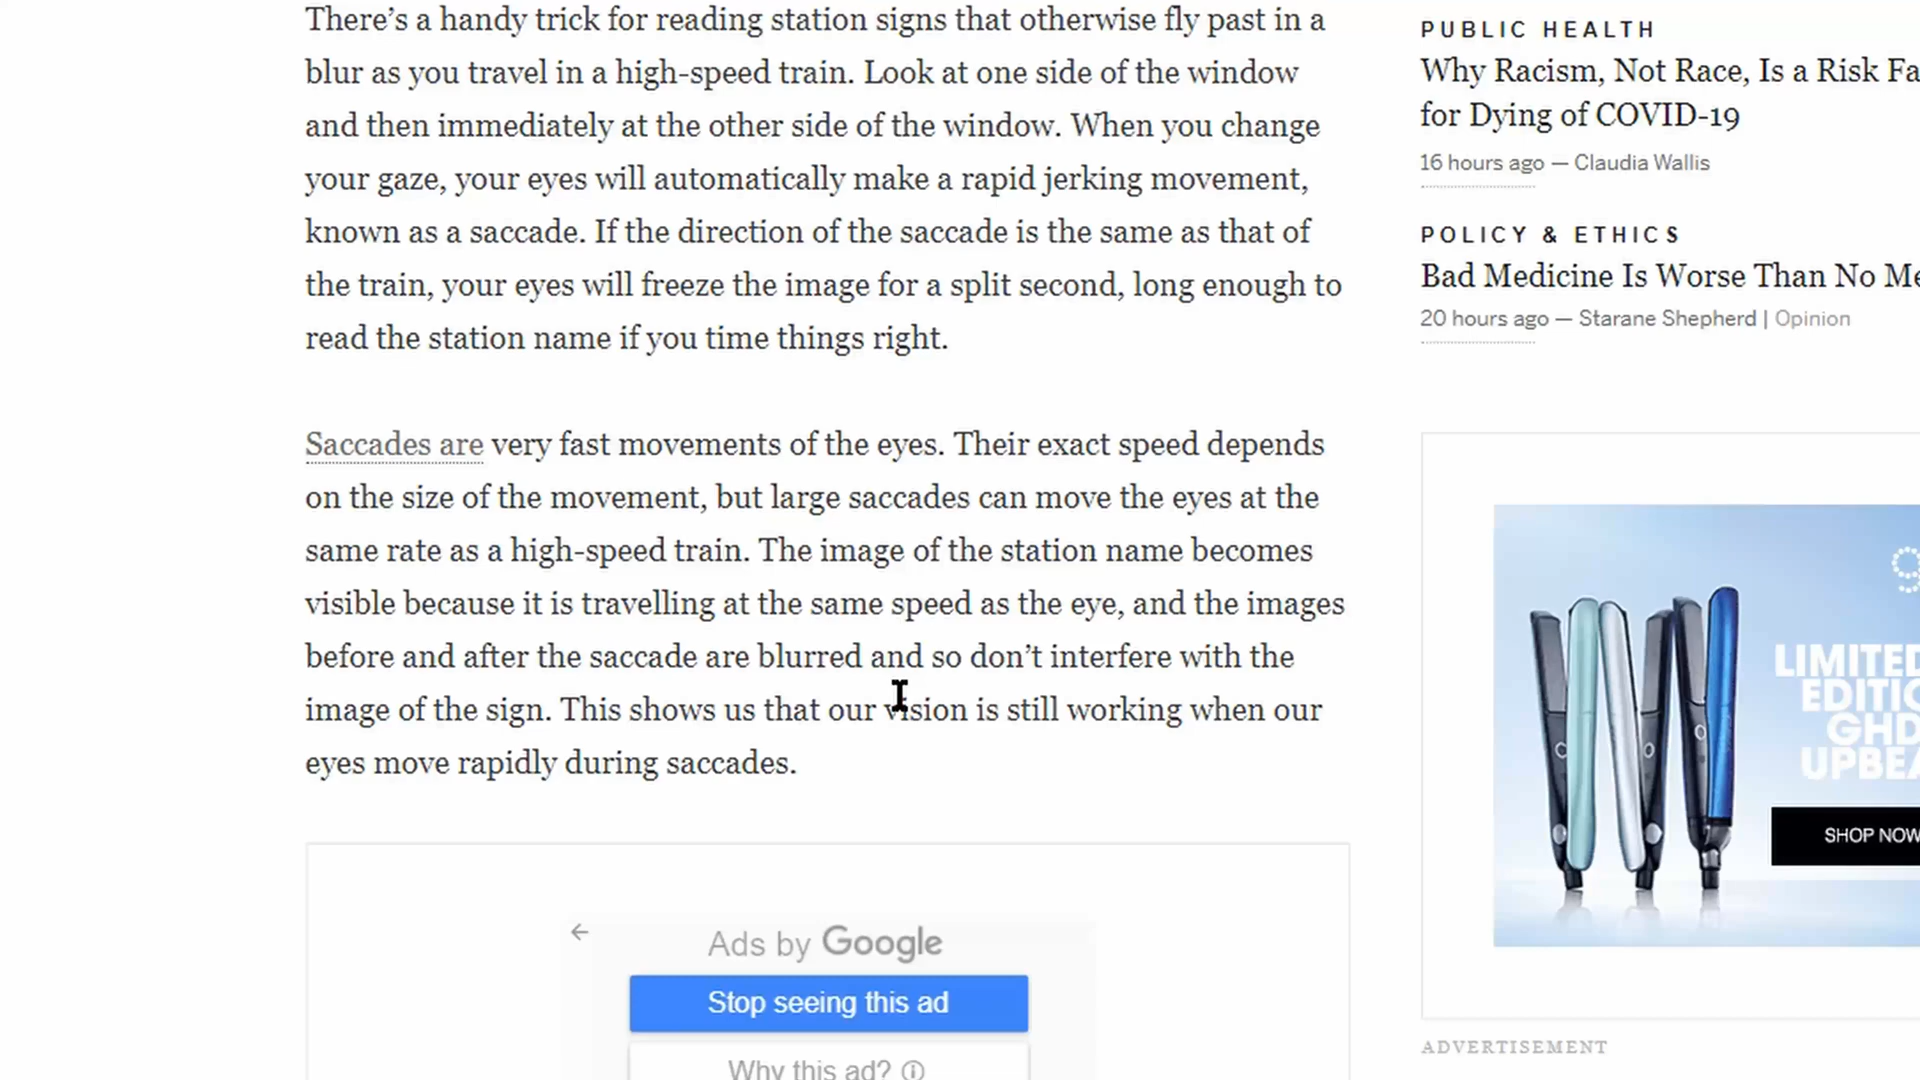 There’s a handy trick for reading station signs that otherwise fly past in a
blur as you travel in a high-speed train. Look at one side of the window
and then immediately at the other side of the window. When you change
your gaze, your eyes will automatically make a rapid jerking movement,
known as a saccade. If the direction of the saccade is the same as that of
the train, your eyes will freeze the image for a split second, long enough to
read the station name if you time things right.
Saccades are very fast movements of the eyes. Their exact speed depends
on the size of the movement, but large saccades can move the eyes at the
same rate as a high-speed train. The image of the station name becomes
visible because it is travelling at the same speed as the eye, and the images
before and after the saccade are blurred and so don’t interfere with the
image of the sign. This shows us that our vision is still working when our
eyes move rapidly during saccades.
Ads by Google
Stop seeing this ad
Why this ad?
PUBLIC HEALTH
Why Racism, Not Race, Is a Risk Fa
for Dying of COVID-19
16 hours ago — Claudia Wallis
POLICY & ETHICS
Bad Medicine Is Worse Than No Me
20 hours ago — Starane Shepherd | Opinion
LIMITED
EDITIO
GHD
UPBEA
SHOP NOW
ADVERTISEMENT